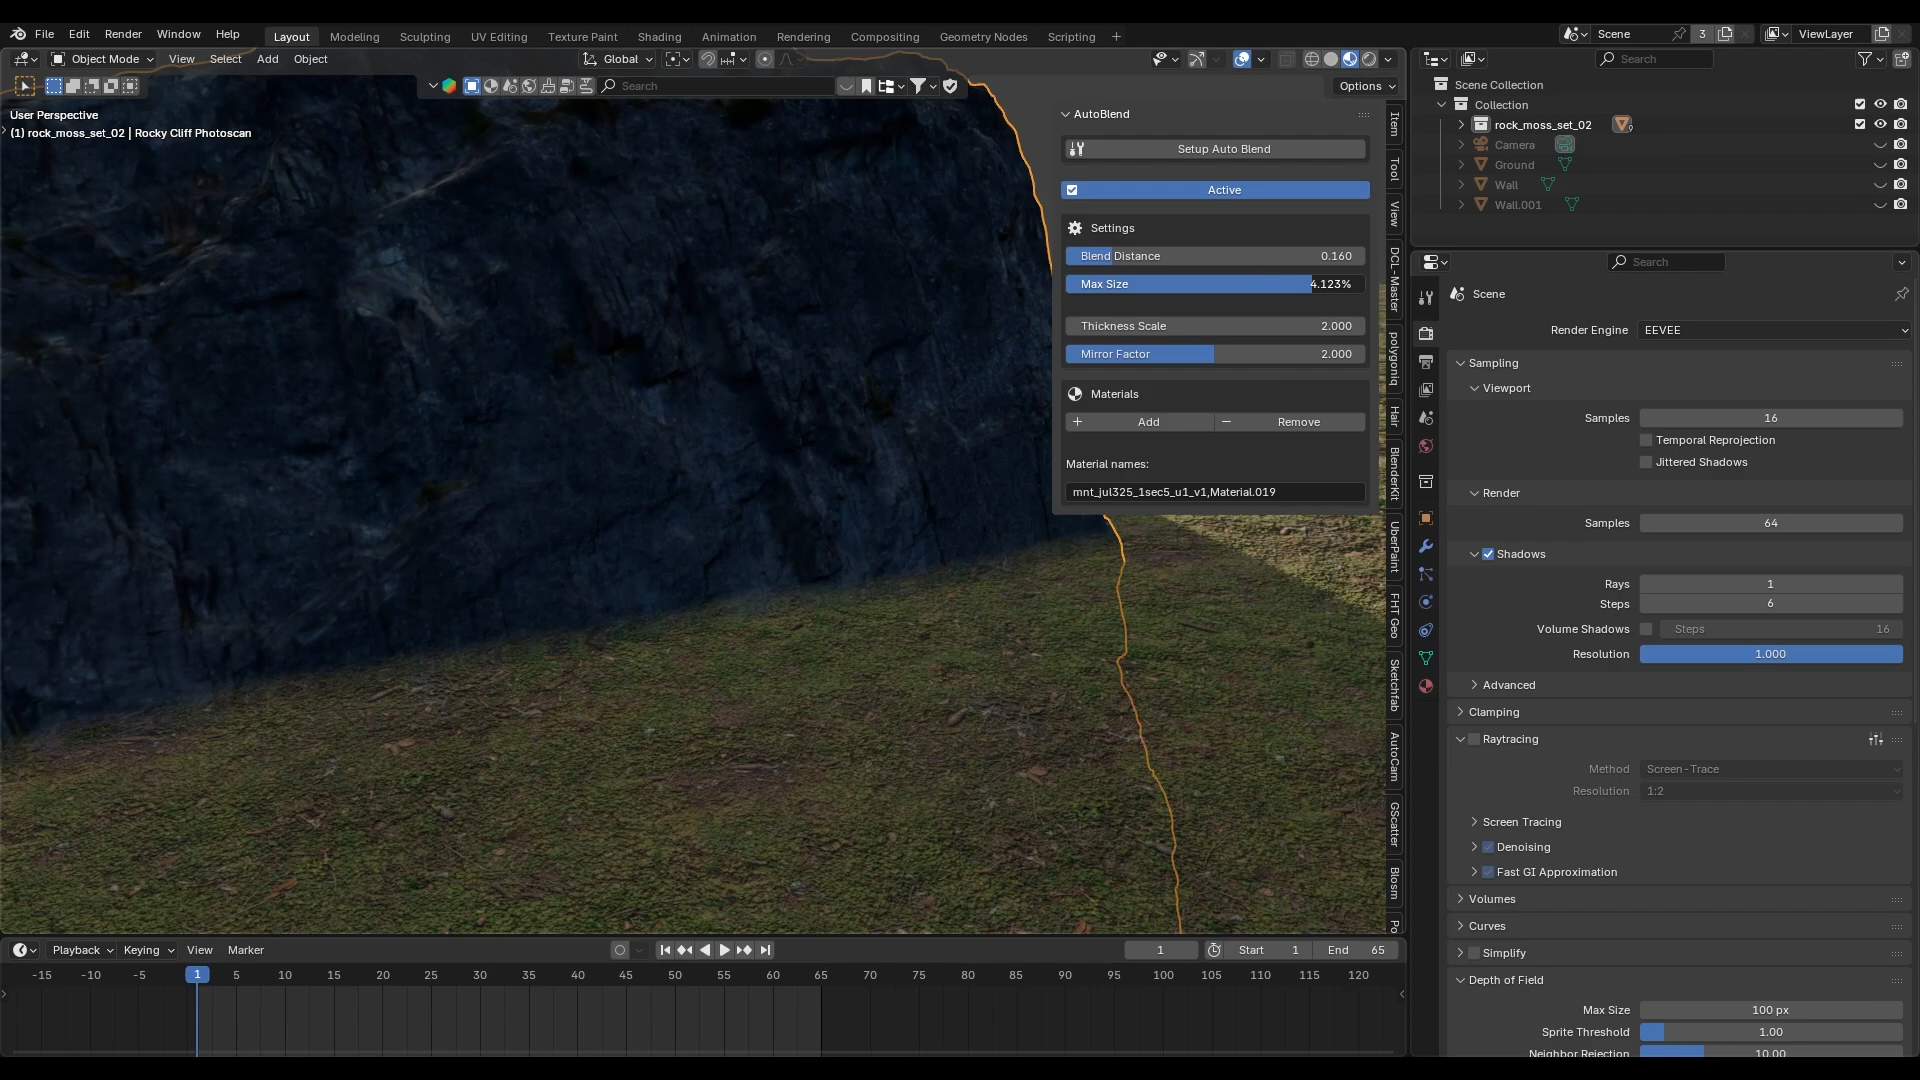 File Edit Render Window Help Layout Modeling Sculpting UV Editing Texture Paint Shading Animation Rendering Compositing Geometry Nodes Scripting + Scene 3 ViewLayer
Object Mode View Select Add Object Global Search
Search Options
User Perspective
(1) rock_moss_set_02 | Rocky Cliff Photoscan
AutoBlend
Setup Auto Blend
Active
Settings
Blend Distance 0.160
Max Size 4.123%
Thickness Scale 2.000
Mirror Factor 2.000
Materials
Add Remove
Material names:
mnt_jul325_1sec5_u1_v1,Material.019
Item
Tool
View
DCL-Master
polygoniq
Hair
BlenderKit
UberPaint
FHT Geo
Sketchfab
AutoCam
GScatter
Blosm
Po
Scene Collection
Collection
rock_moss_set_02
9
Camera
Ground
Wall
Wall.001
Search
Scene
Render Engine EEVEE
Sampling
Viewport
Samples 16
Temporal Reprojection
Jittered Shadows
Render
Samples 64
Shadows
Rays 1
Steps 6
Volume Shadows Steps 16
Resolution 1.000
Advanced
Clamping
Raytracing
Method Screen-Trace
Resolution 1:2
Screen Tracing
Denoising
Fast GI Approximation
Volumes
Curves
Simplify
Depth of Field
Max Size 100 px
Sprite Threshold 1.00
Neighbor Rejection 10.00
Playback Keying View Marker 1 Start 1 End 65
-15 -10 -5 1 5 10 15 20 25 30 35 40 45 50 55 60 65 70 75 80 85 90 95 100 105 110 115 120